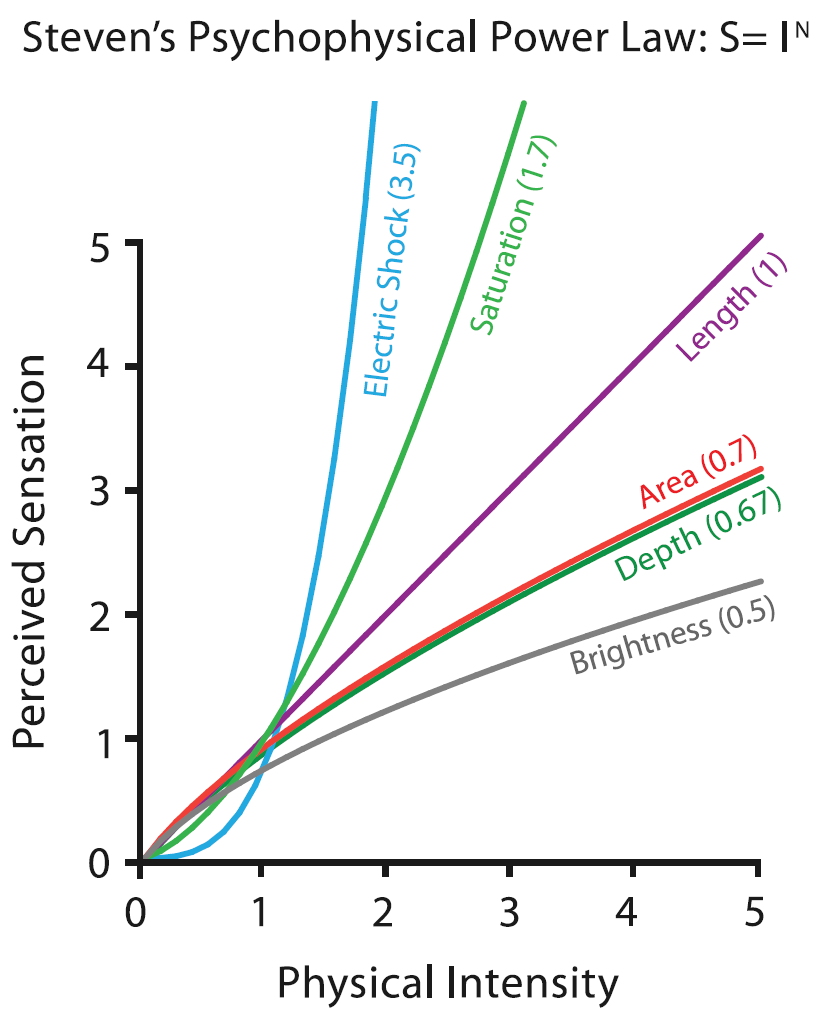 Steven's Psychophysical Power Law: S= I^N
Electric Shock (3.5)
Saturation (1.7)
Length (1)
Area (0.7)
Depth (0.67)
Brightness (0.5)
Perceived Sensation
5
4
3
2
1
0
0 1 2 3 4 5
Physical Intensity